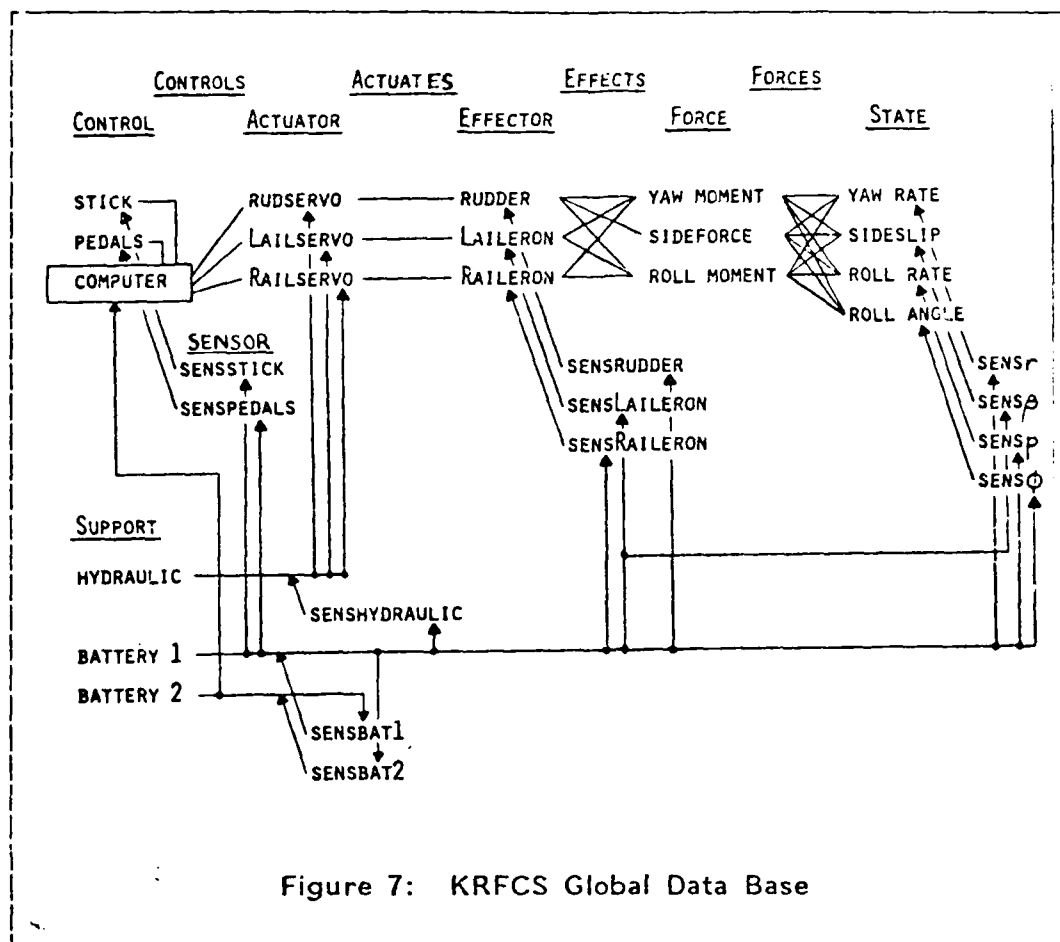 CONTROLS ACTUATES EFFECTS FORCES
CONTROL ACTUATOR EFFECTOR FORCE STATE
STICK RUDSERVO RUDDER YAW MOMENT YAW RATE
PEDALS LAILSERVO LAILERON SIDEFORCE SIDESLIP
COMPUTER RAILSERVO RAILERON ROLL MOMENT ROLL RATE
ROLL ANGLE
SENSOR
SENSSTICK SENSRUDDER SENSr
SENSPEDALS SENSLAILERON SENSβ
SENSRAILERON SENSp
SENSΦ
SUPPORT
HYDRAULIC
SENSHYDRAULIC
BATTERY 1
BATTERY 2
SENSBAT1
SENSBAT2
Figure 7: KRFCS Global Data Base